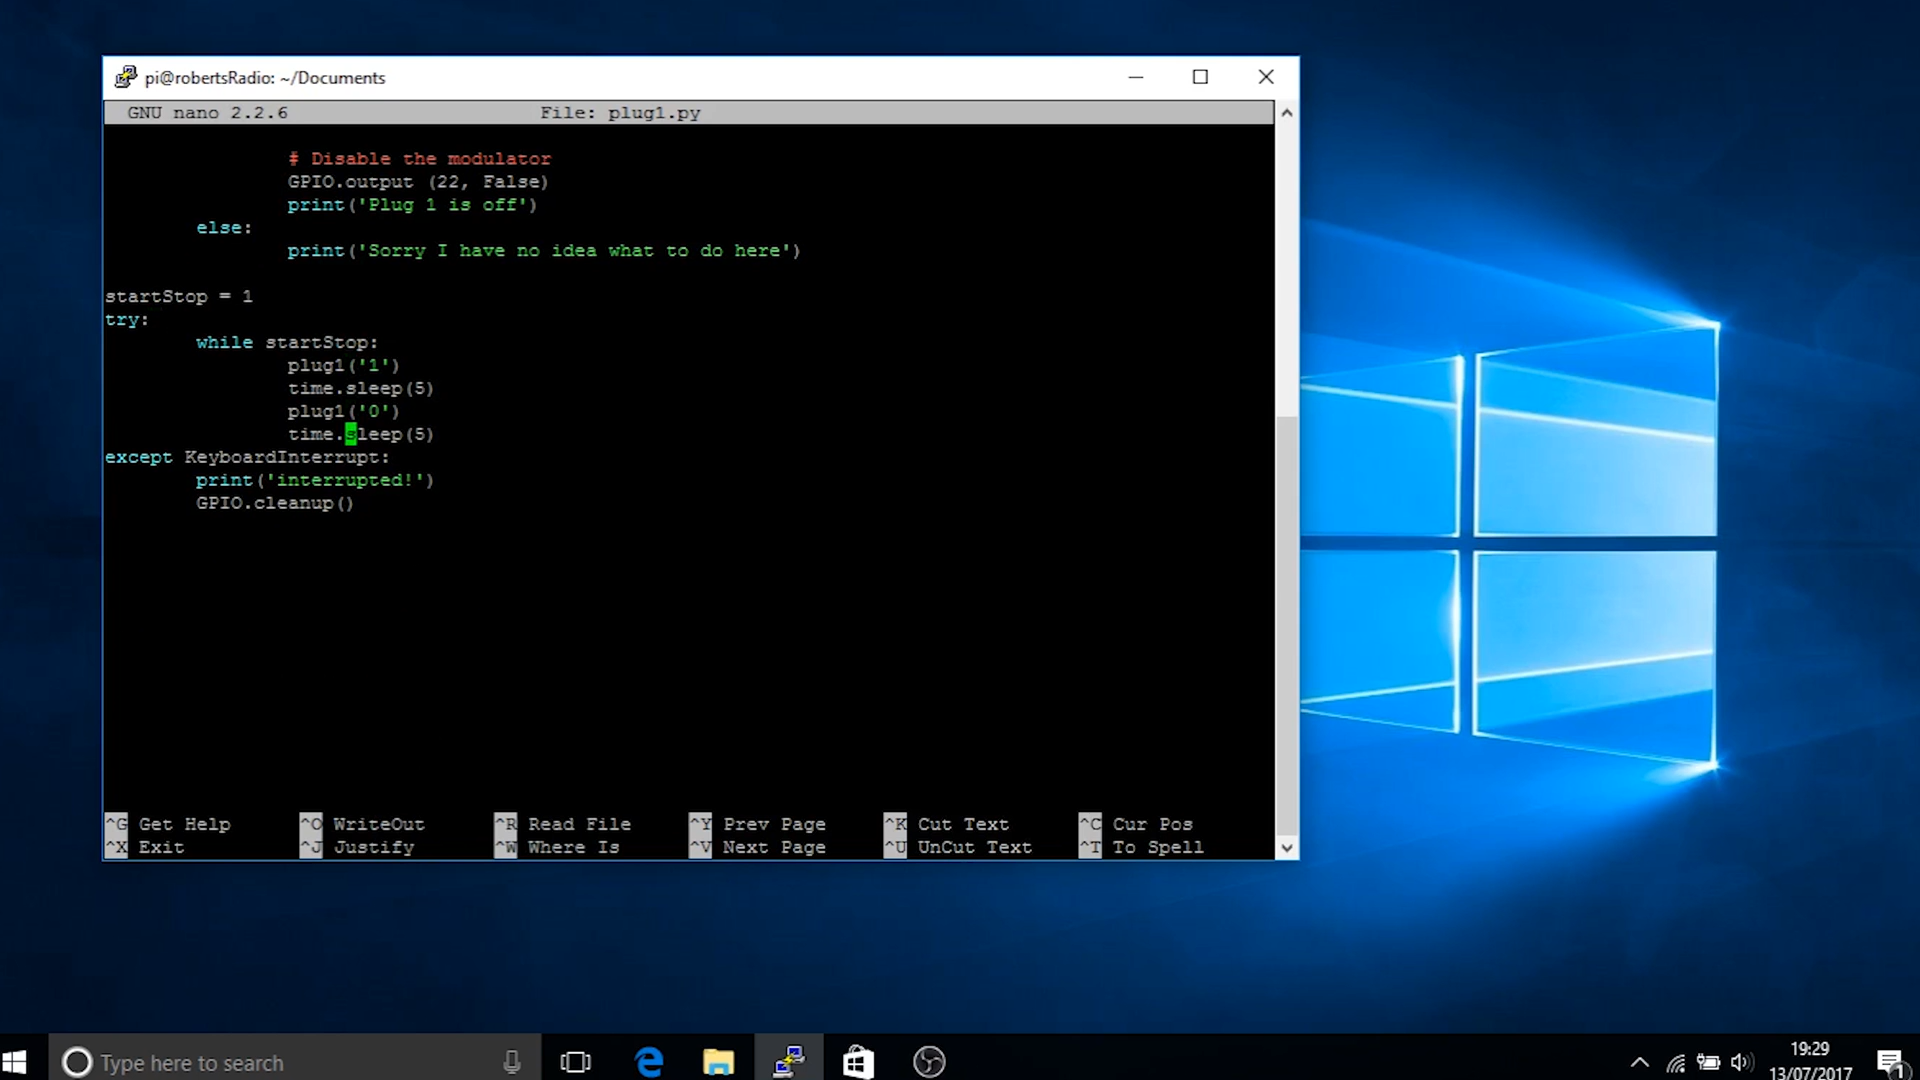 pi@robertsRadio: ~/Documents
GNU nano 2.2.6 File: plug1.py
# Disable the modulator
GPIO.output (22, False)
print('Plug 1 is off')
else:
print('Sorry I have no idea what to do here')
startStop = 1
try:
while startStop:
plug1('1')
time.sleep(5)
plug1('0')
time.sleep(5)
except KeyboardInterrupt:
print('interrupted!')
GPIO.cleanup()
^G Get Help ^O WriteOut ^R Read File ^Y Prev Page ^K Cut Text ^C Cur Pos
^X Exit ^J Justify ^W Where Is ^V Next Page ^U UnCut Text ^T To Spell
Type here to search
19:29
13/07/2017
1